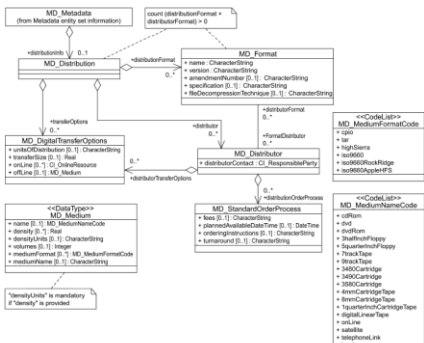 MD_Metadata
(from Metadata entity set information)
count (distributionFormat +
distributorFormat) > 0
+distributionInfo
0..1
MD_Distribution
+distributionFormat
0..*
MD_Format
+ name : CharacterString
+ version : CharacterString
+ amendmentNumber [0..1] : CharacterString
+ specification [0..1] : CharacterString
+ fileDecompressionTechnique [0..1] : CharacterString
+transferOptions
0..*
+distributorFormat
0..*
+distributor
0..*
+FormatDistributor
0..*
MD_DigitalTransferOptions
+ unitsOfDistribution [0..1] : CharacterString
+ transferSize [0..1] : Real
+ onLine [0..*] : CI_OnlineResource
+ offLine [0..1] : MD_Medium
0..*
+distributorTransferOptions
MD_Distributor
+ distributorContact : CI_ResponsibleParty
+distributionOrderProcess
0..*
MD_StandardOrderProcess
+ fees [0..1] : CharacterString
+ plannedAvailableDateTime [0..1] : DateTime
+ orderingInstructions [0..1] : CharacterString
+ turnaround [0..1] : CharacterString
<<DataType>>
MD_Medium
+ name [0..1] : MD_MediumNameCode
+ density [0..*] : Real
+ densityUnits [0..1] : CharacterString
+ volumes [0..1] : Integer
+ mediumFormat [0..*] : MD_MediumFormatCode
+ mediumNote [0..1] : CharacterString
"densityUnits" is mandatory
if "density" is provided
<<CodeList>>
MD_MediumFormatCode
+ cpio
+ tar
+ highSierra
+ iso9660
+ iso9660RockRidge
+ iso9660AppleHFS
<<CodeList>>
MD_MediumNameCode
+ cdRom
+ dvd
+ dvdRom
+ 3halfInchFloppy
+ 5quarterInchFloppy
+ 7trackTape
+ 9trackTape
+ 3480Cartridge
+ 3490Cartridge
+ 3580Cartridge
+ 4mmCartridgeTape
+ 8mmCartridgeTape
+ 1quarterInchCartridgeTape
+ digitalLinearTape
+ onLine
+ satellite
+ telephoneLink